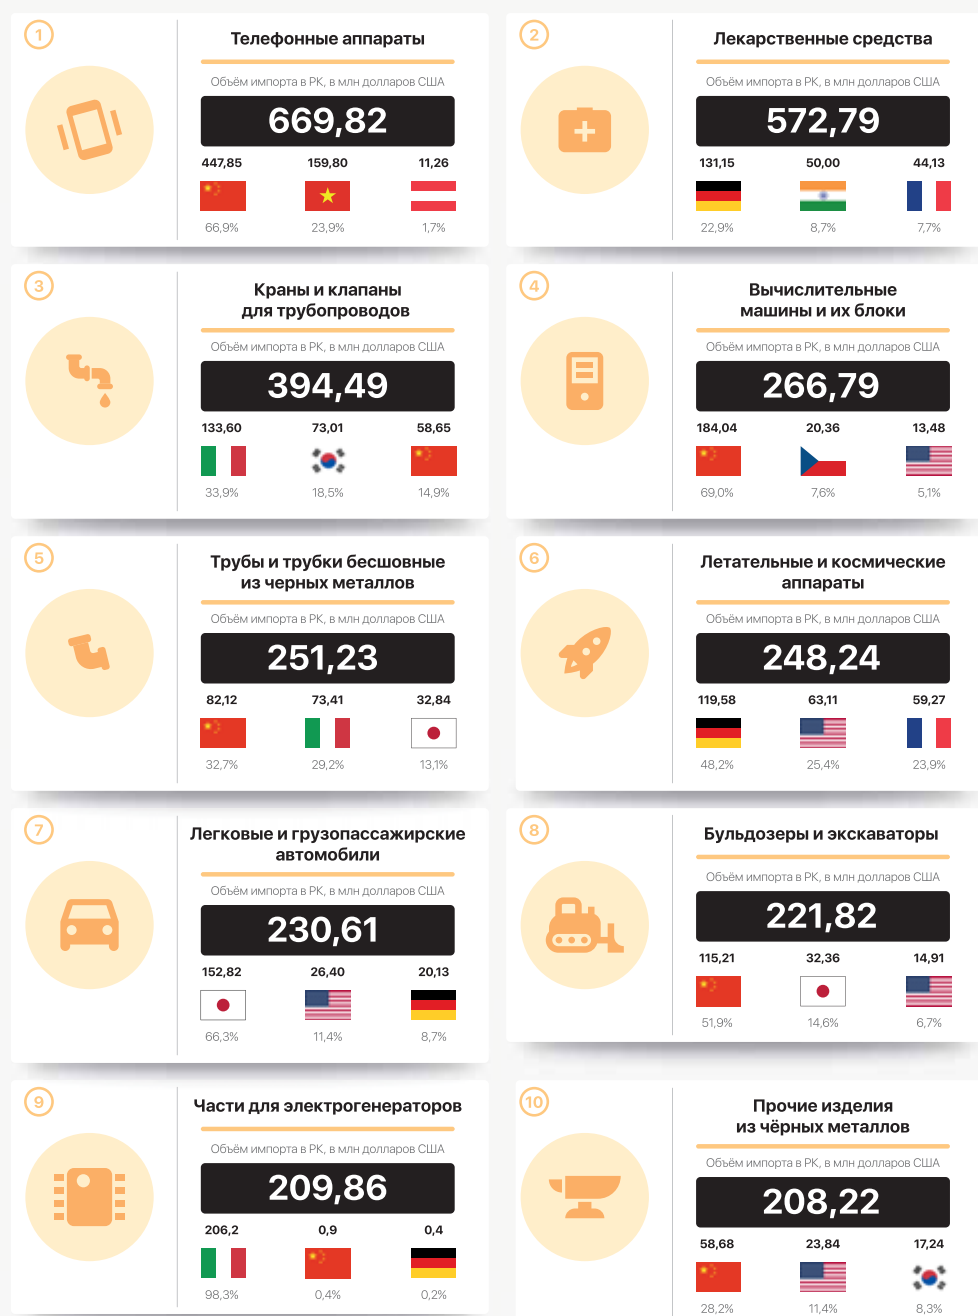 1
Телефонные аппараты
Объём импорта в РК, в млн долларов США
669,82
447,85 159,80 11,26
66,9% 23,9% 1,7%
2
Лекарственные средства
Объём импорта в РК, в млн долларов США
572,79
131,15 50,00 44,13
22,9% 8,7% 7,7%
3
Краны и клапаны
для трубопроводов
Объём импорта в РК, в млн долларов США
394,49
133,60 73,01 58,65
33,9% 18,5% 14,9%
4
Вычислительные
машины и их блоки
Объём импорта в РК, в млн долларов США
266,79
184,04 20,36 13,48
69,0% 7,6% 5,1%
5
Трубы и трубки бесшовные
из черных металлов
Объём импорта в РК, в млн долларов США
251,23
82,12 73,41 32,84
32,7% 29,2% 13,1%
6
Летательные и космические
аппараты
Объём импорта в РК, в млн долларов США
248,24
119,58 63,11 59,27
48,2% 25,4% 23,9%
7
Легковые и грузопассажирские
автомобили
Объём импорта в РК, в млн долларов США
230,61
152,82 26,40 20,13
66,3% 11,4% 8,7%
8
Бульдозеры и экскаваторы
Объём импорта в РК, в млн долларов США
221,82
115,21 32,36 14,91
51,9% 14,6% 6,7%
9
Части для электрогенераторов
Объём импорта в РК, в млн долларов США
209,86
206,2 0,9 0,4
98,3% 0,4% 0,2%
10
Прочие изделия
из чёрных металлов
Объём импорта в РК, в млн долларов США
208,22
58,68 23,84 17,24
28,2% 11,4% 8,3%